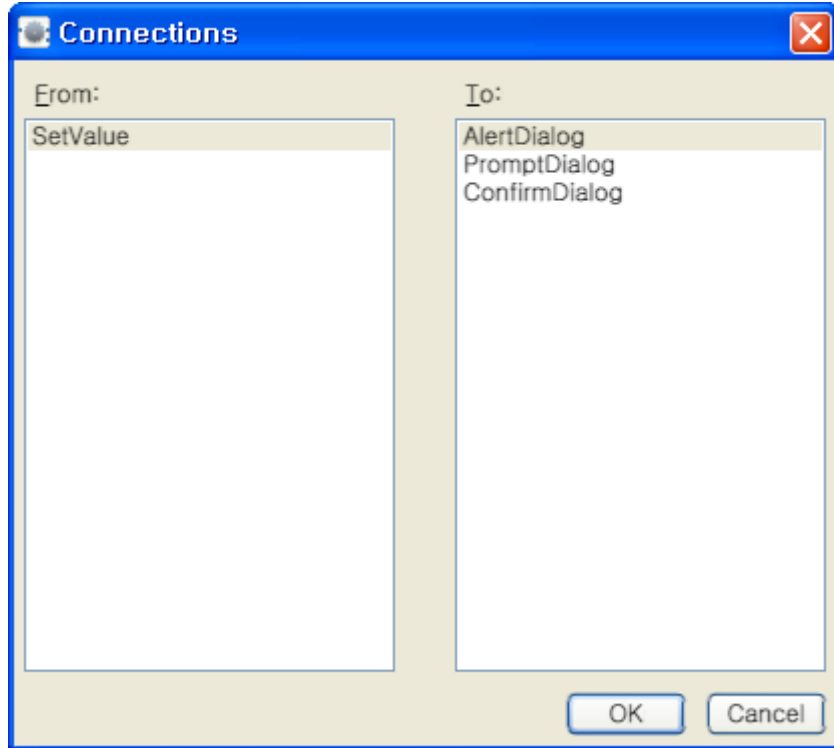 Connections
From:
SetValue
To:
AlertDialog
PromptDialog
ConfirmDialog
OK
Cancel